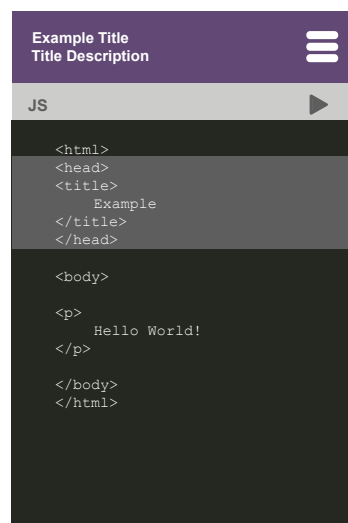 Example Title
Title Description
JS
<html>
<head>
<title>
Example
</title>
</head>
<body>
<p>
Hello World!
</p>
</body>
</html>